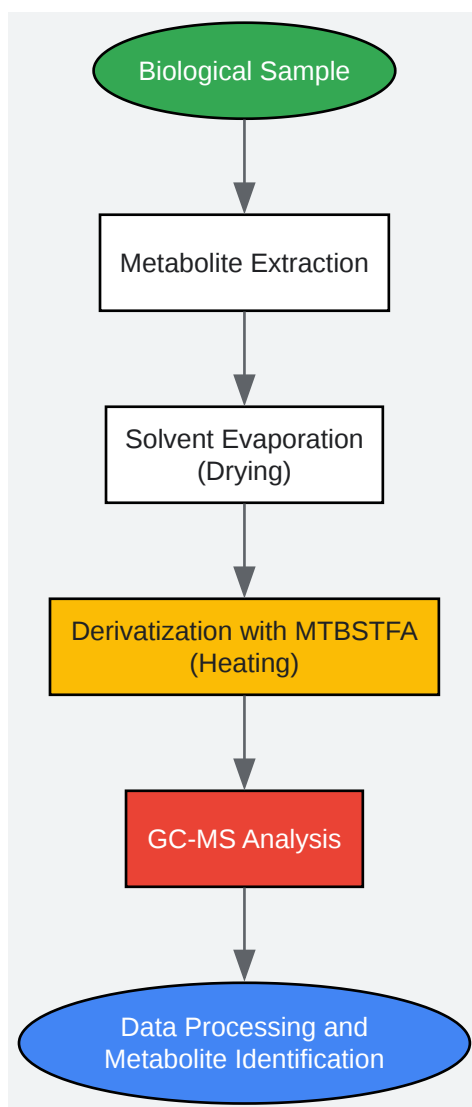 Biological Sample
Metabolite Extraction
Solvent Evaporation
(Drying)
Derivatization with MTBSTFA
(Heating)
GC-MS Analysis
Data Processing and
Metabolite Identification